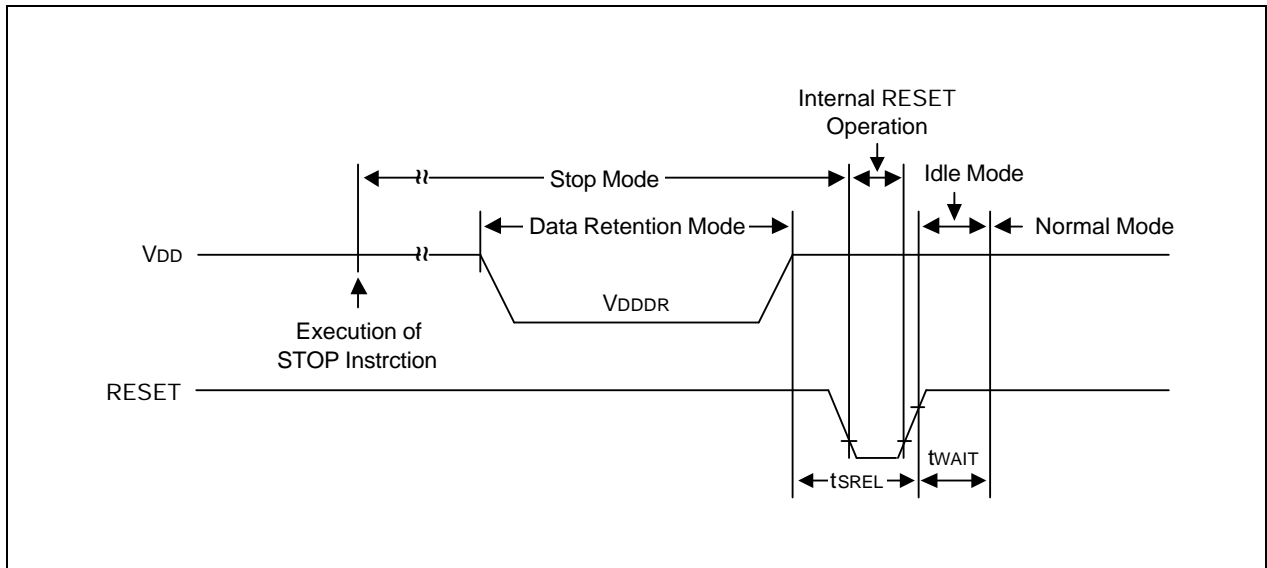 Internal RESET
Operation
Stop Mode
Idle Mode
Data Retention Mode
Normal Mode
VDD
VDDDR
Execution of
STOP Instrction
RESET
tSREL
tWAIT